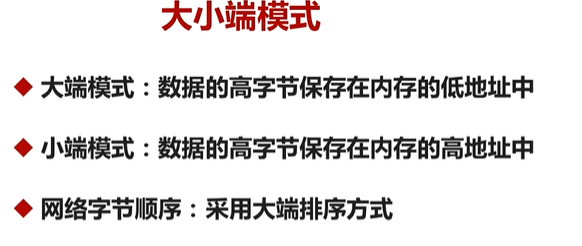 大小端模式
◆ 大端模式：数据的高字节保存在内存的低地址中
◆ 小端模式：数据的高字节保存在内存的高地址中
◆ 网络字节顺序：采用大端排序方式